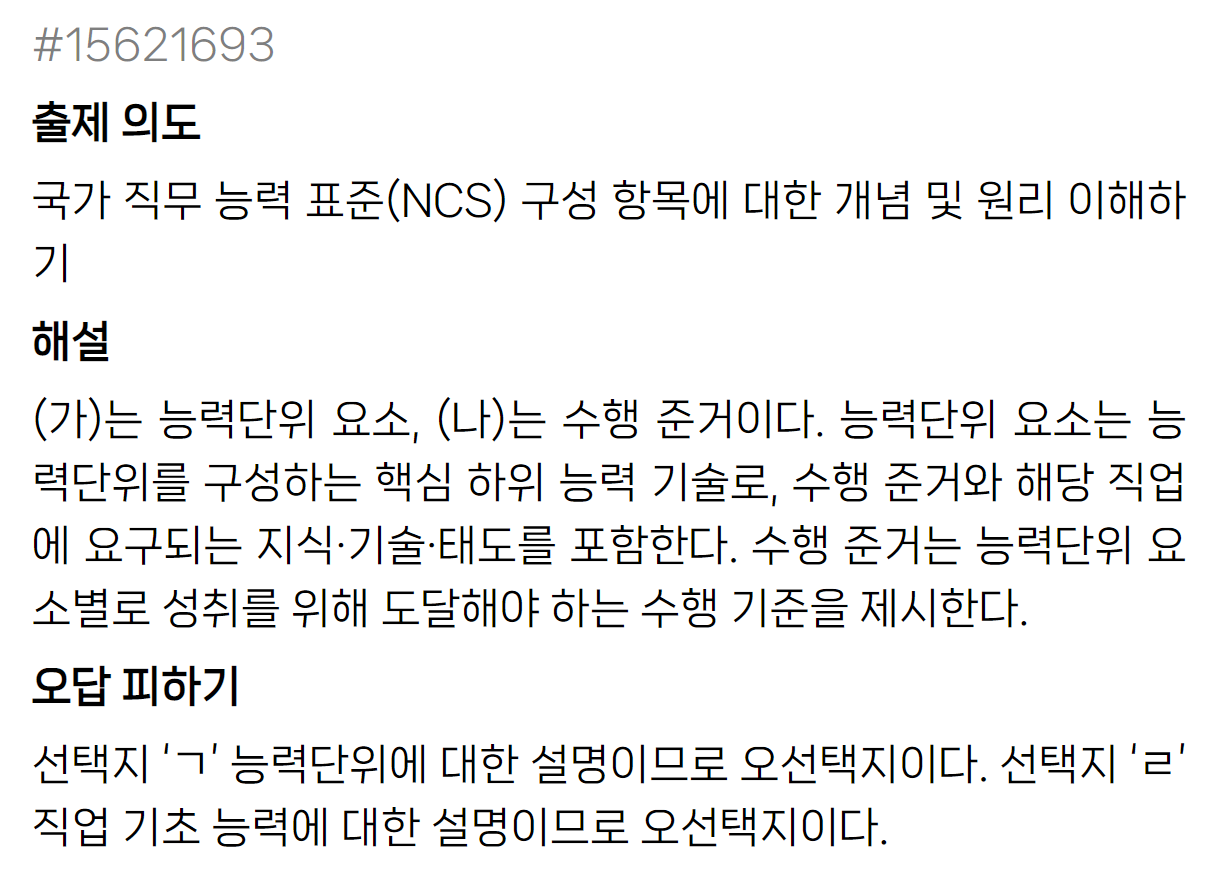 #15621693
출제 의도
국가 직무 능력 표준(NCS) 구성 항목에 대한 개념 및 원리 이해하
기
해설
(가)는 능력단위 요소, (나)는 수행 준거이다. 능력단위 요소는 능
력단위를 구성하는 핵심 하위 능력 기술로, 수행 준거와 해당 직업
에 요구되는 지식·기술·태도를 포함한다. 수행 준거는 능력단위 요
소별로 성취를 위해 도달해야 하는 수행 기준을 제시한다.
오답 피하기
선택지 ‘ㄱ’ 능력단위에 대한 설명이므로 오선택지이다. 선택지 ‘ㄹ’
직업 기초 능력에 대한 설명이므로 오선택지이다.